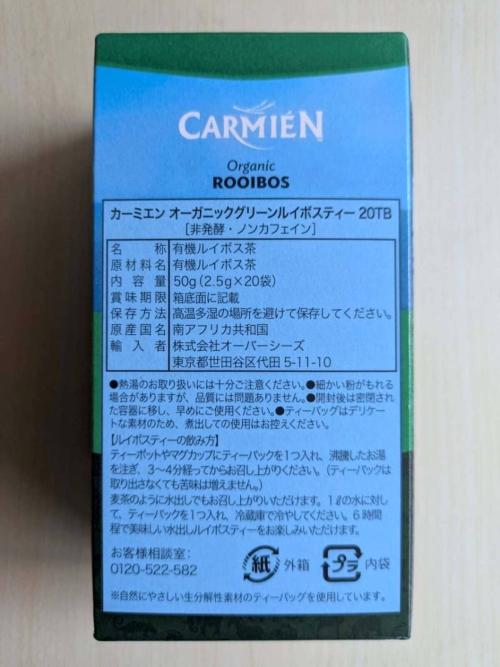 CARMIÉN
Organic
ROOIBOS
カーミエン オーガニックグリーンルイボスティー 20TB
[非発酵・ノンカフェイン]
名称 有機ルイボス茶
原材料名 有機ルイボス茶
内容量 50g(2.5g×20袋)
賞味期限 箱底面に記載
保存方法 高温多湿の場所を避けて保存してください。
原産国名 南アフリカ共和国
輸入者 株式会社オーバーシーズ
東京都世田谷区代田 5-11-10
●熱湯のお取り扱いには十分ご注意ください。●細かい粉がもれる
場合がありますが、品質には問題ありません。●開封後は密閉され
た容器に移し、早めにご使用ください。●ティーバッグはデリケー
トな素材のため、煮出しての使用はお控えください。
【ルイボスティーの飲み方】
ティーポットやマグカップにティーバックを1つ入れ、沸騰したお湯
を注ぎ、3〜4分経ってからお召し上がりください。(ティーバックは
取り出さなくても苦味は増えません。)
麦茶のように水出しでもお召し上がりいただけます。1ℓの水に対し
て、ティーバックを1つ入れ、冷蔵庫で冷やしてください。6時間
程で美味しい水出しルイボスティーをお楽しみいただけます。
お客様相談室:
0120-522-582
紙 外箱 プラ 内袋
※自然にやさしい生分解性素材のティーバッグを使用しています。